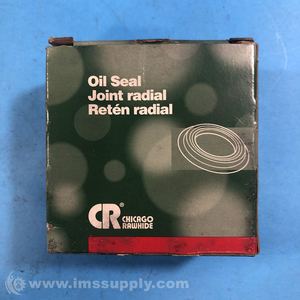 Oil Seal
Joint radial
Retén radial
CR® CHICAGO
RAWHIDE
© www.imssupply.com